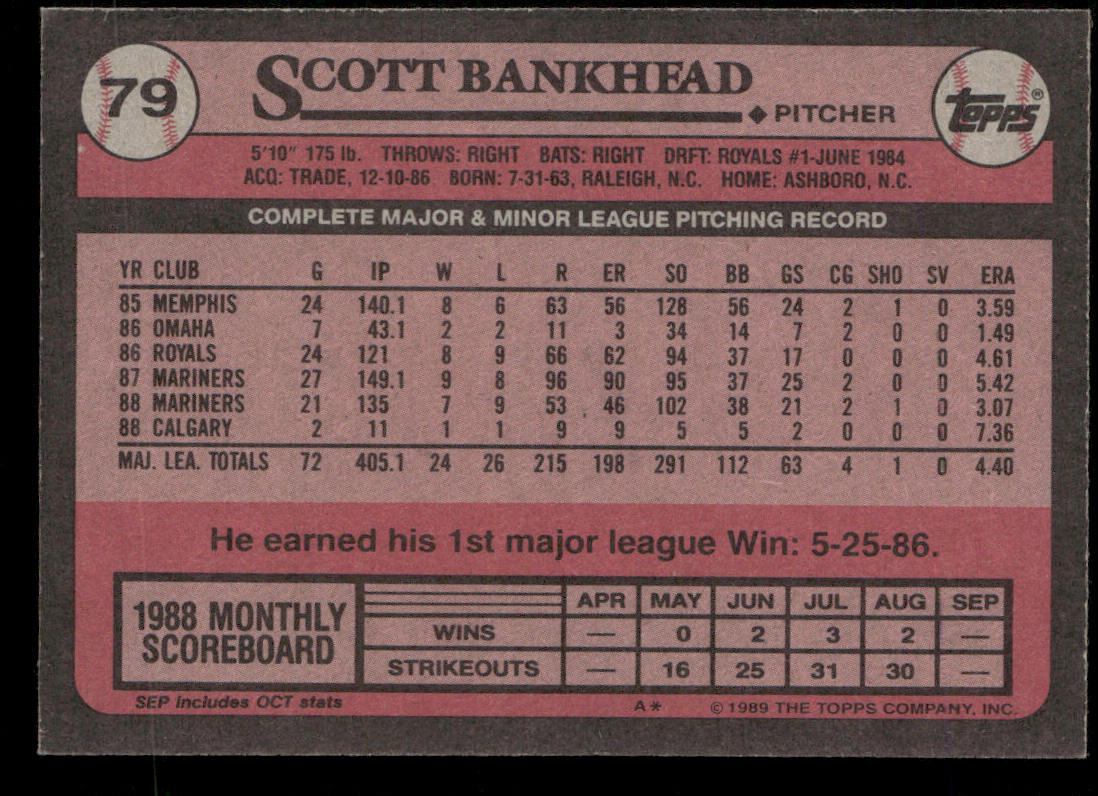 79
SCOTT BANKHEAD
◆ PITCHER
Topps®
5'10" 175 lb. THROWS: RIGHT BATS: RIGHT DRFT: ROYALS #1-JUNE 1984
ACQ: TRADE, 12-10-86 BORN: 7-31-63, RALEIGH, N.C. HOME: ASHBORO, N.C.
COMPLETE MAJOR & MINOR LEAGUE PITCHING RECORD
YR CLUB G IP W L R ER SO BB GS CG SHO SV ERA
85 MEMPHIS 24 140.1 8 6 63 56 128 56 24 2 1 0 3.59
86 OMAHA 7 43.1 2 2 11 3 34 14 7 2 0 0 1.49
86 ROYALS 24 121 8 9 66 62 94 37 17 0 0 0 4.61
87 MARINERS 27 149.1 9 8 96 90 95 37 25 2 0 0 5.42
88 MARINERS 21 135 7 9 53 46 102 38 21 2 1 0 3.07
88 CALGARY 2 11 1 1 9 9 5 5 2 0 0 0 7.36
MAJ. LEA. TOTALS 72 405.1 24 26 215 198 291 112 63 4 1 0 4.40
He earned his 1st major league Win: 5-25-86.
1988 MONTHLY SCOREBOARD
APR MAY JUN JUL AUG SEP
WINS — 0 2 3 2 —
STRIKEOUTS — 16 25 31 30 —
SEP includes OCT stats
A* © 1989 THE TOPPS COMPANY, INC.